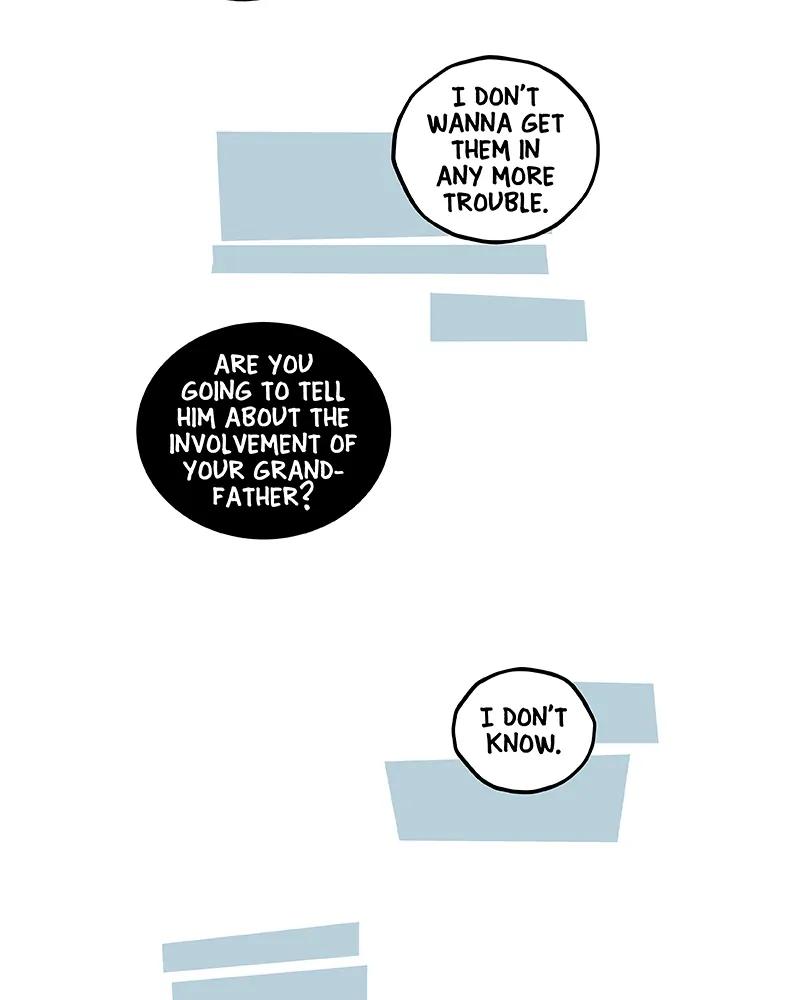 I DON'T
WANNA GET
THEM IN
ANY MORE
TROUBLE.
ARE YOU
GOING TO TELL
HIM ABOUT THE
INVOLVEMENT OF
YOUR GRAND-
FATHER?
I DON'T
KNOW.